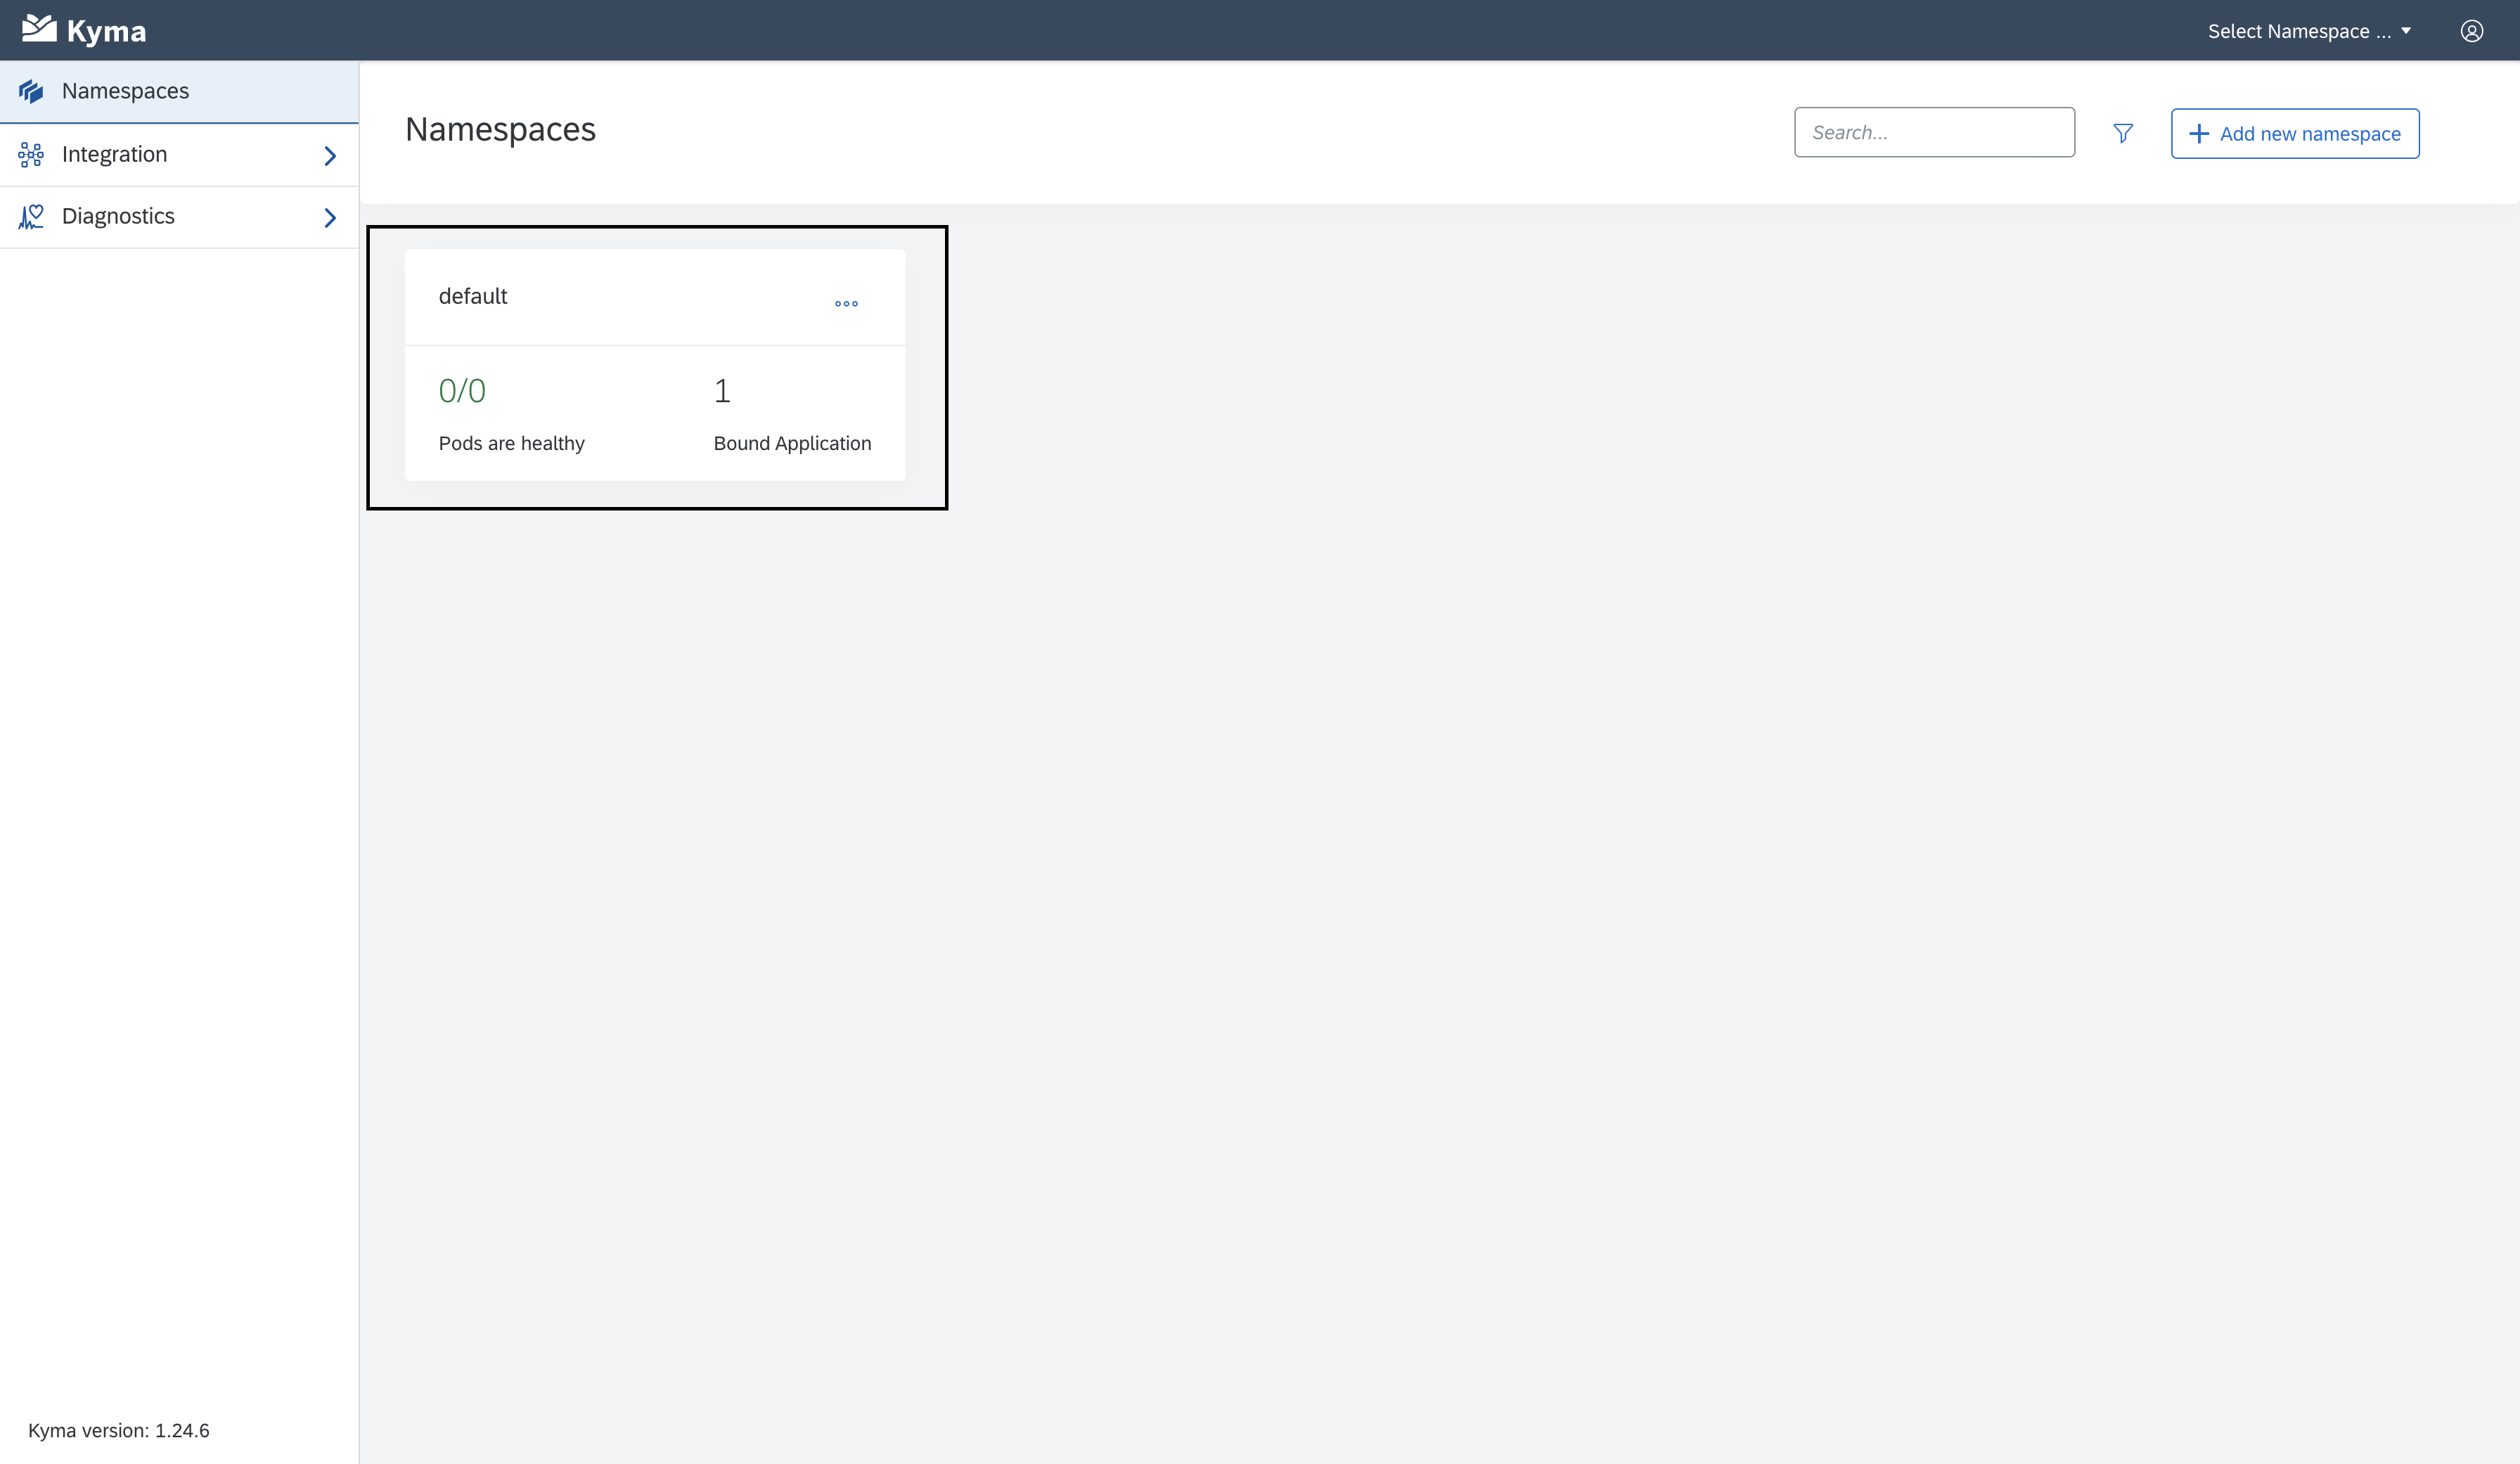 Kyma
Select Namespace ...
Namespaces
Integration
Diagnostics
Namespaces
Search...
Add new namespace
default
0/0
1
Pods are healthy
Bound Application
Kyma version: 1.24.6